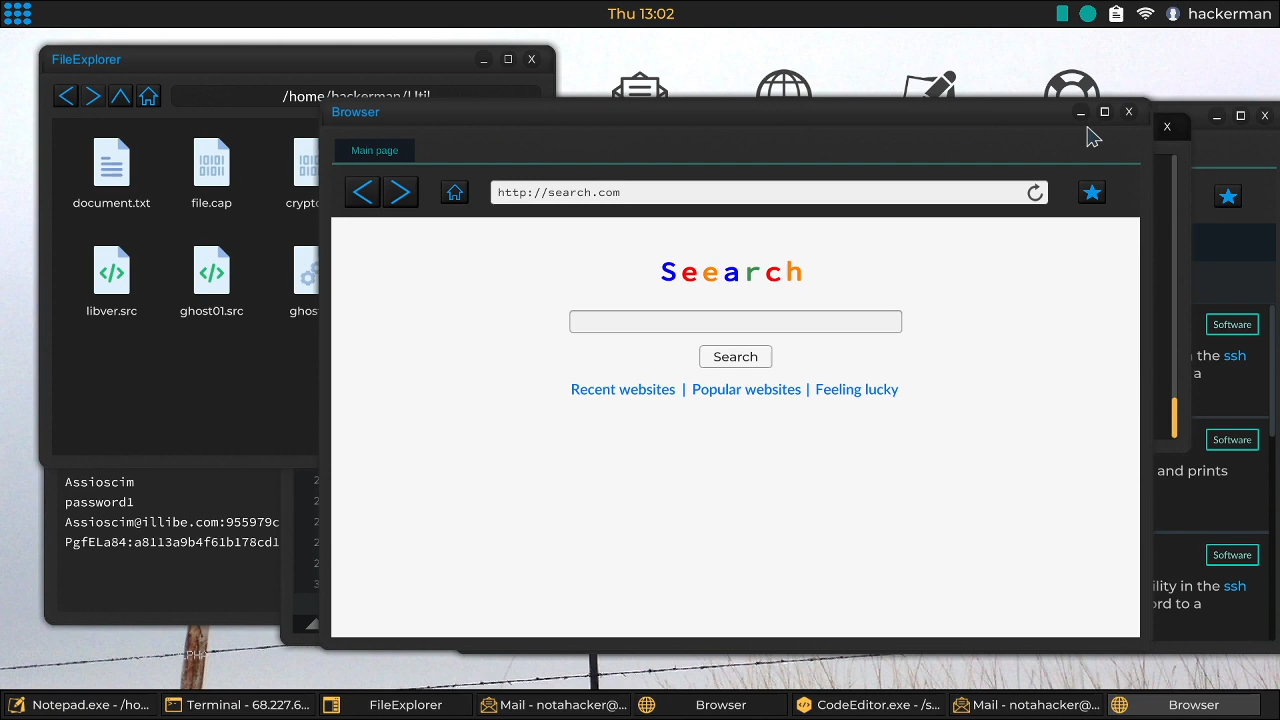 Thu 13:02
hackerman
FileExplorer
X
/home/hackerman/Util
document.txt
file.cap
crypto
libver.src
ghost01.src
ghost
Browser
X
X
X
Main page
http://search.com
Seearch
Search
Recent websites | Popular websites | Feeling lucky
Software
the ssh
a
Software
and prints
Software
ility in the ssh
ord to a
Assioscim
password1
Assioscim@illibe.com:955979c
PgfELa84:a8113a9b4f61b178cd1
Notepad.exe - /ho...
Terminal - 68.227.6...
FileExplorer
Mail - notahacker@...
Browser
CodeEditor.exe - /s...
Mail - notahacker@...
Browser